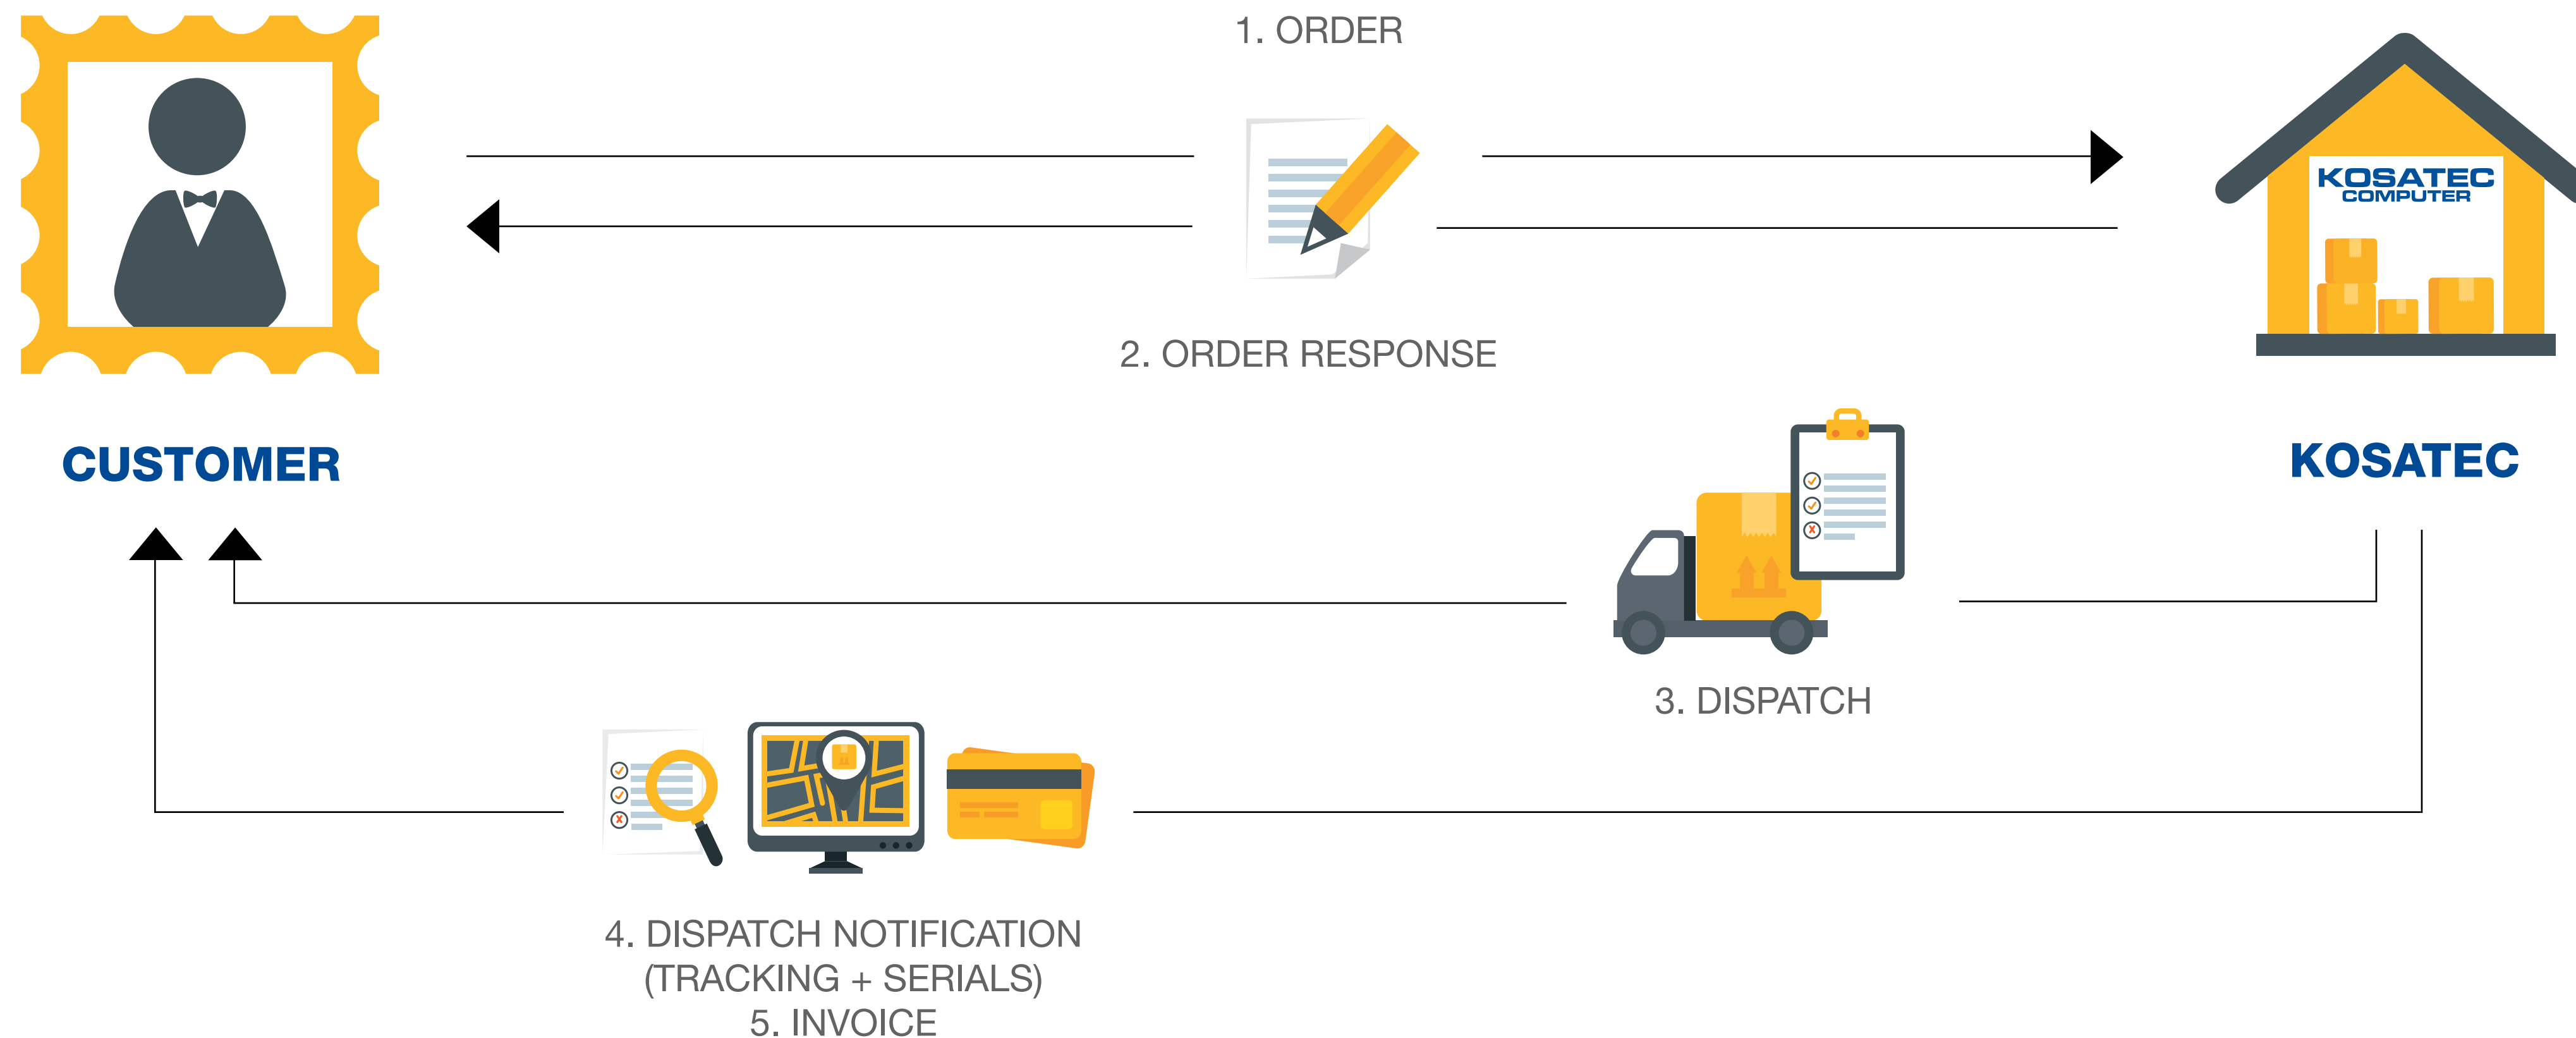 1. ORDER
KOSATEC
COMPUTER
2. ORDER RESPONSE
CUSTOMER
KOSATEC
3. DISPATCH
4. DISPATCH NOTIFICATION
(TRACKING + SERIALS)
5. INVOICE